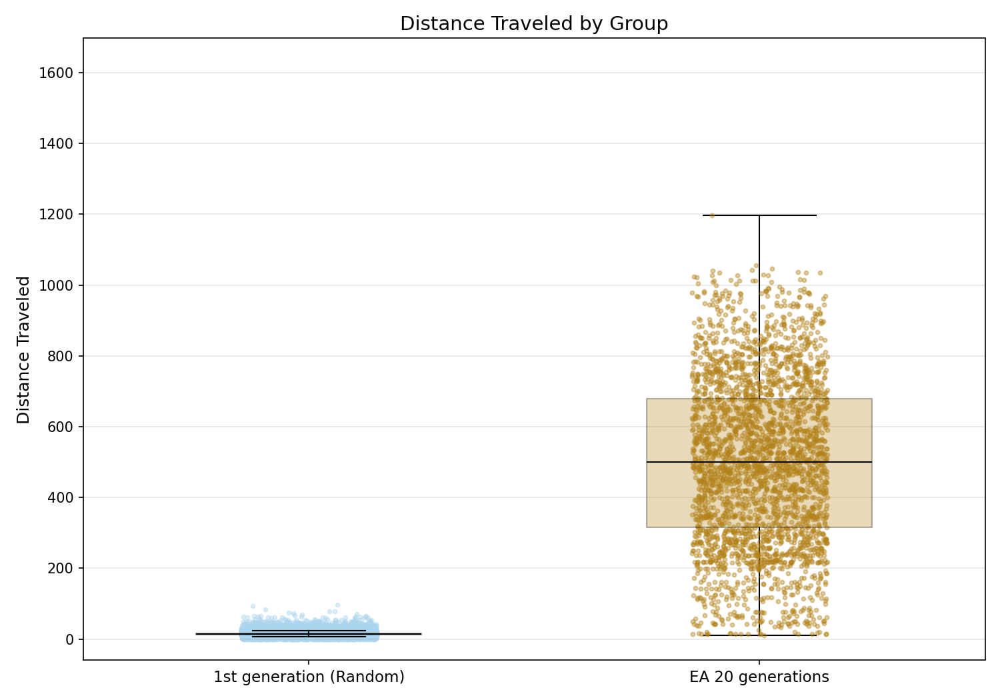 Distance Traveled by Group
Distance Traveled
1600
1400
1200
1000
800
600
400
200
0
1st generation (Random)
EA 20 generations